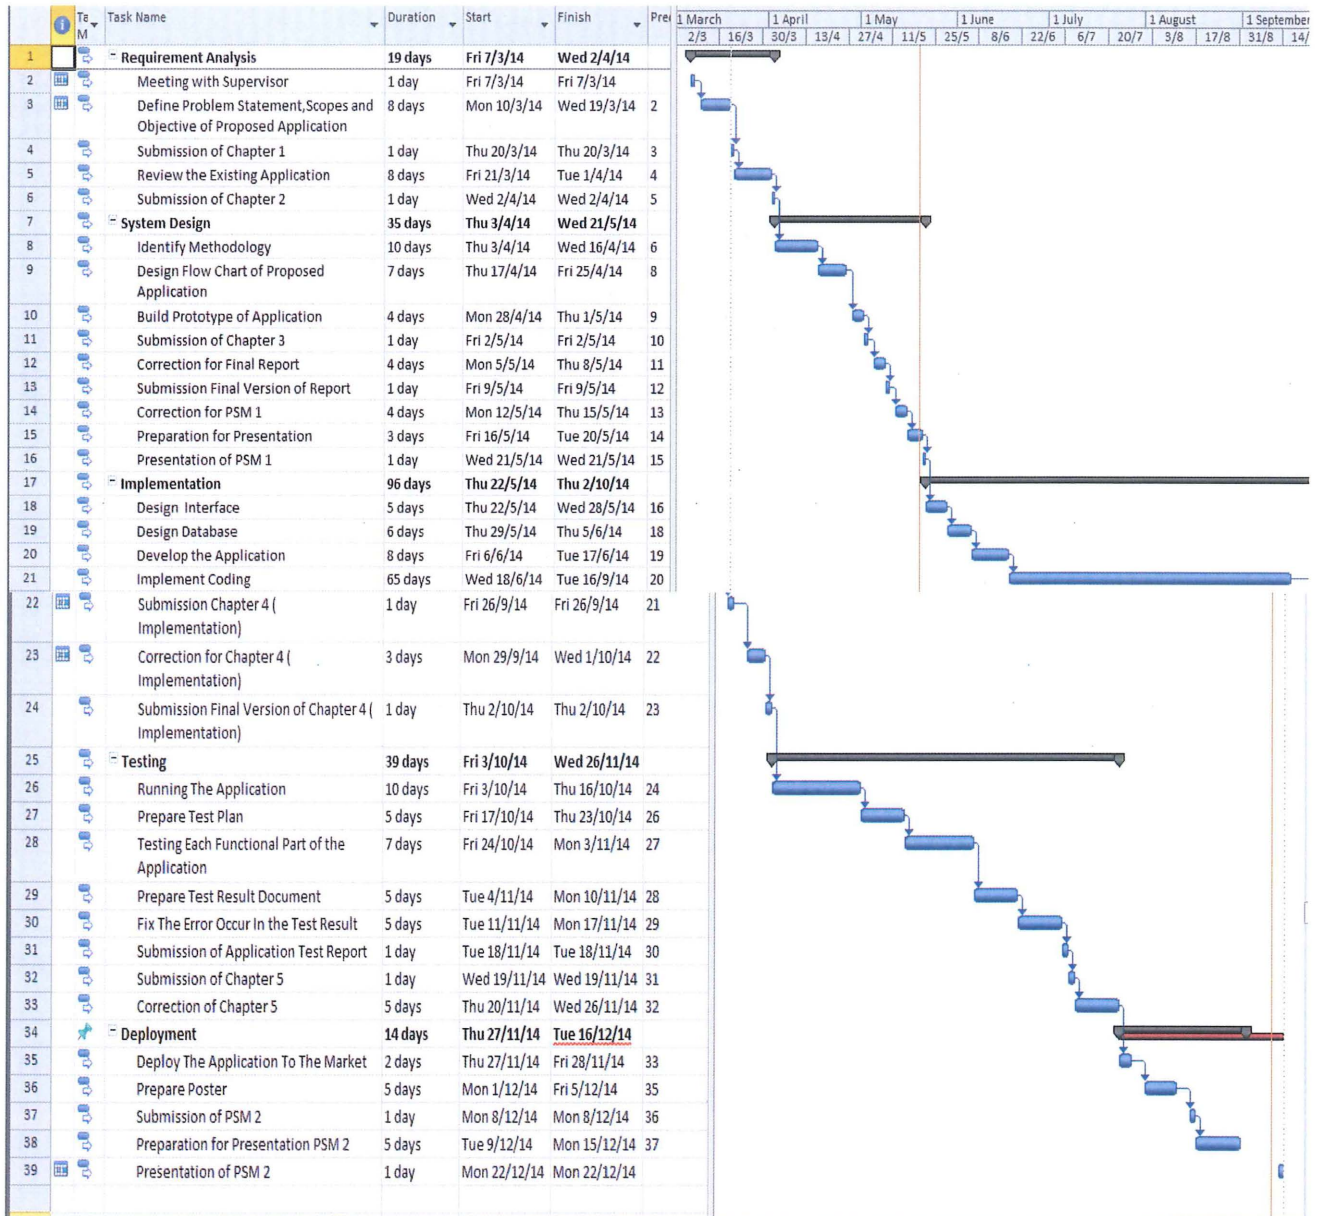 Ta M Task Name Duration Start Finish Pre
1 March 1 April 1 May 1 June 1 July 1 August 1 September
2/3 16/3 30/3 13/4 27/4 11/5 25/5 8/6 22/6 6/7 20/7 3/8 17/8 31/8 14/
1 Requirement Analysis 19 days Fri 7/3/14 Wed 2/4/14
2 Meeting with Supervisor 1 day Fri 7/3/14 Fri 7/3/14
3 Define Problem Statement,Scopes and 8 days Mon 10/3/14 Wed 19/3/14 2
Objective of Proposed Application
4 Submission of Chapter 1 1 day Thu 20/3/14 Thu 20/3/14 3
5 Review the Existing Application 8 days Fri 21/3/14 Tue 1/4/14 4
6 Submission of Chapter 2 1 day Wed 2/4/14 Wed 2/4/14 5
7 System Design 35 days Thu 3/4/14 Wed 21/5/14
8 Identify Methodology 10 days Thu 3/4/14 Wed 16/4/14 6
9 Design Flow Chart of Proposed 7 days Thu 17/4/14 Fri 25/4/14 8
Application
10 Build Prototype of Application 4 days Mon 28/4/14 Thu 1/5/14 9
11 Submission of Chapter 3 1 day Fri 2/5/14 Fri 2/5/14 10
12 Correction for Final Report 4 days Mon 5/5/14 Thu 8/5/14 11
13 Submission Final Version of Report 1 day Fri 9/5/14 Fri 9/5/14 12
14 Correction for PSM 1 4 days Mon 12/5/14 Thu 15/5/14 13
15 Preparation for Presentation 3 days Fri 16/5/14 Tue 20/5/14 14
16 Presentation of PSM 1 1 day Wed 21/5/14 Wed 21/5/14 15
17 Implementation 96 days Thu 22/5/14 Thu 2/10/14
18 Design Interface 5 days Thu 22/5/14 Wed 28/5/14 16
19 Design Database 6 days Thu 29/5/14 Thu 5/6/14 18
20 Develop the Application 8 days Fri 6/6/14 Tue 17/6/14 19
21 Implement Coding 65 days Wed 18/6/14 Tue 16/9/14 20
22 Submission Chapter 4 ( 1 day Fri 26/9/14 Fri 26/9/14 21
Implementation)
23 Correction for Chapter 4 ( 3 days Mon 29/9/14 Wed 1/10/14 22
Implementation)
24 Submission Final Version of Chapter 4 ( 1 day Thu 2/10/14 Thu 2/10/14 23
Implementation)
25 Testing 39 days Fri 3/10/14 Wed 26/11/14
26 Running The Application 10 days Fri 3/10/14 Thu 16/10/14 24
27 Prepare Test Plan 5 days Fri 17/10/14 Thu 23/10/14 26
28 Testing Each Functional Part of the 7 days Fri 24/10/14 Mon 3/11/14 27
Application
29 Prepare Test Result Document 5 days Tue 4/11/14 Mon 10/11/14 28
30 Fix The Error Occur In the Test Result 5 days Tue 11/11/14 Mon 17/11/14 29
31 Submission of Application Test Report 1 day Tue 18/11/14 Tue 18/11/14 30
32 Submission of Chapter 5 1 day Wed 19/11/14 Wed 19/11/14 31
33 Correction of Chapter 5 5 days Thu 20/11/14 Wed 26/11/14 32
34 Deployment 14 days Thu 27/11/14 Tue 16/12/14
35 Deploy The Application To The Market 2 days Thu 27/11/14 Fri 28/11/14 33
36 Prepare Poster 5 days Mon 1/12/14 Fri 5/12/14 35
37 Submission of PSM 2 1 day Mon 8/12/14 Mon 8/12/14 36
38 Preparation for Presentation PSM 2 5 days Tue 9/12/14 Mon 15/12/14 37
39 Presentation of PSM 2 1 day Mon 22/12/14 Mon 22/12/14